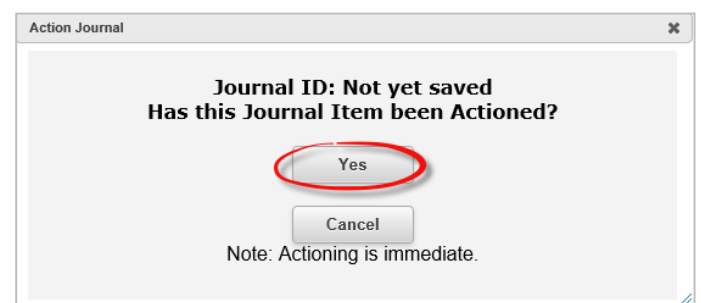 Action Journal
Journal ID: Not yet saved
Has this Journal Item been Actioned?
Yes
Cancel
Note: Actioning is immediate.